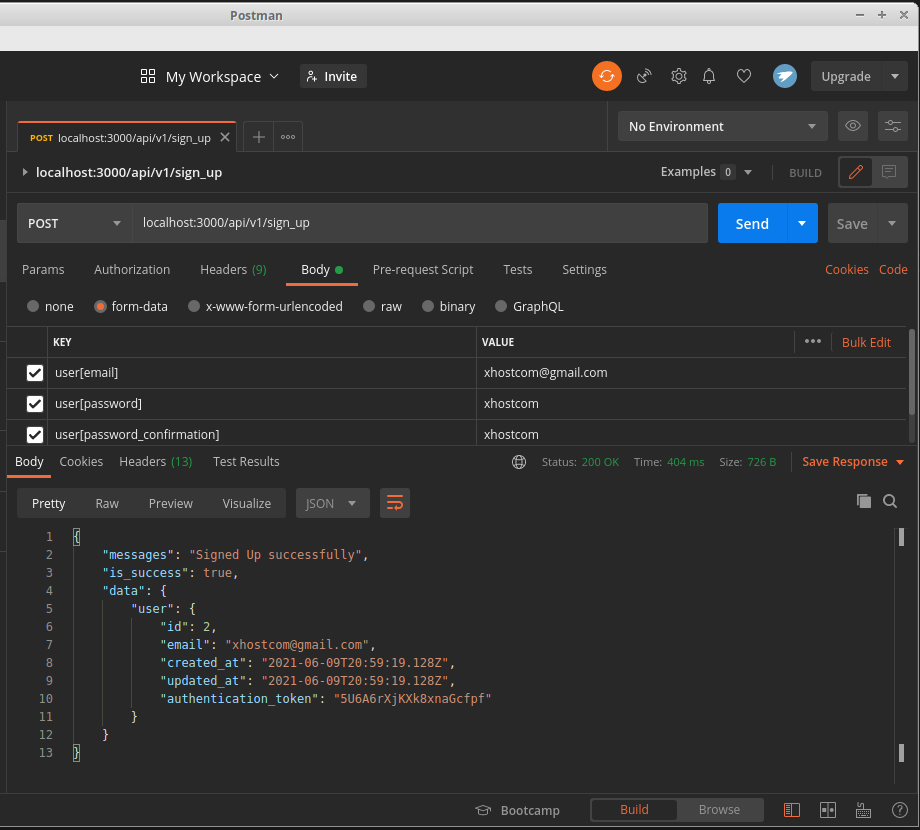 Postman
My Workspace Invite Upgrade
POST localhost:3000/api/v1/sign_up No Environment
localhost:3000/api/v1/sign_up Examples 0 BUILD
POST localhost:3000/api/v1/sign_up Send Save
Params Authorization Headers (9) Body Pre-request Script Tests Settings Cookies Code
none form-data x-www-form-urlencoded raw binary GraphQL
KEY VALUE ••• Bulk Edit
user[email] xhostcom@gmail.com
user[password] xhostcom
user[password_confirmation] xhostcom
Body Cookies Headers (13) Test Results Status: 200 OK Time: 404 ms Size: 726 B Save Response
Pretty Raw Preview Visualize JSON
1 {
2 "messages": "Signed Up successfully",
3 "is_success": true,
4 "data": {
5 "user": {
6 "id": 2,
7 "email": "xhostcom@gmail.com",
8 "created_at": "2021-06-09T20:59:19.128Z",
9 "updated_at": "2021-06-09T20:59:19.128Z",
10 "authentication_token": "5U6A6rXjKXk8xnaGcfpf"
11 }
12 }
13 }
Bootcamp Build Browse